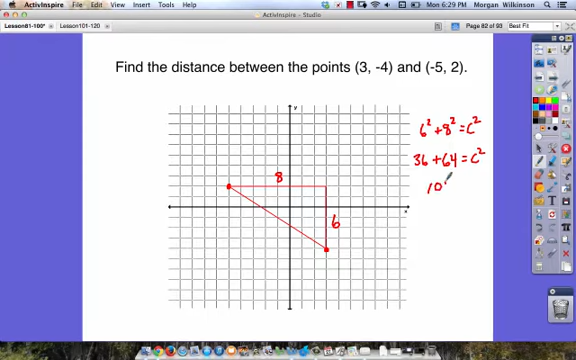 ActivInspire File Edit View Insert Tools Help Mon 6:29 PM Morgan Wilkinson
ActivInspire - Studio
Lesson81-100* Lesson101-120 Page 82 of 93 Best Fit
Find the distance between the points (3, -4) and (-5, 2).
y
x
8
6
6² + 8² = c²
36 + 64 = c²
10